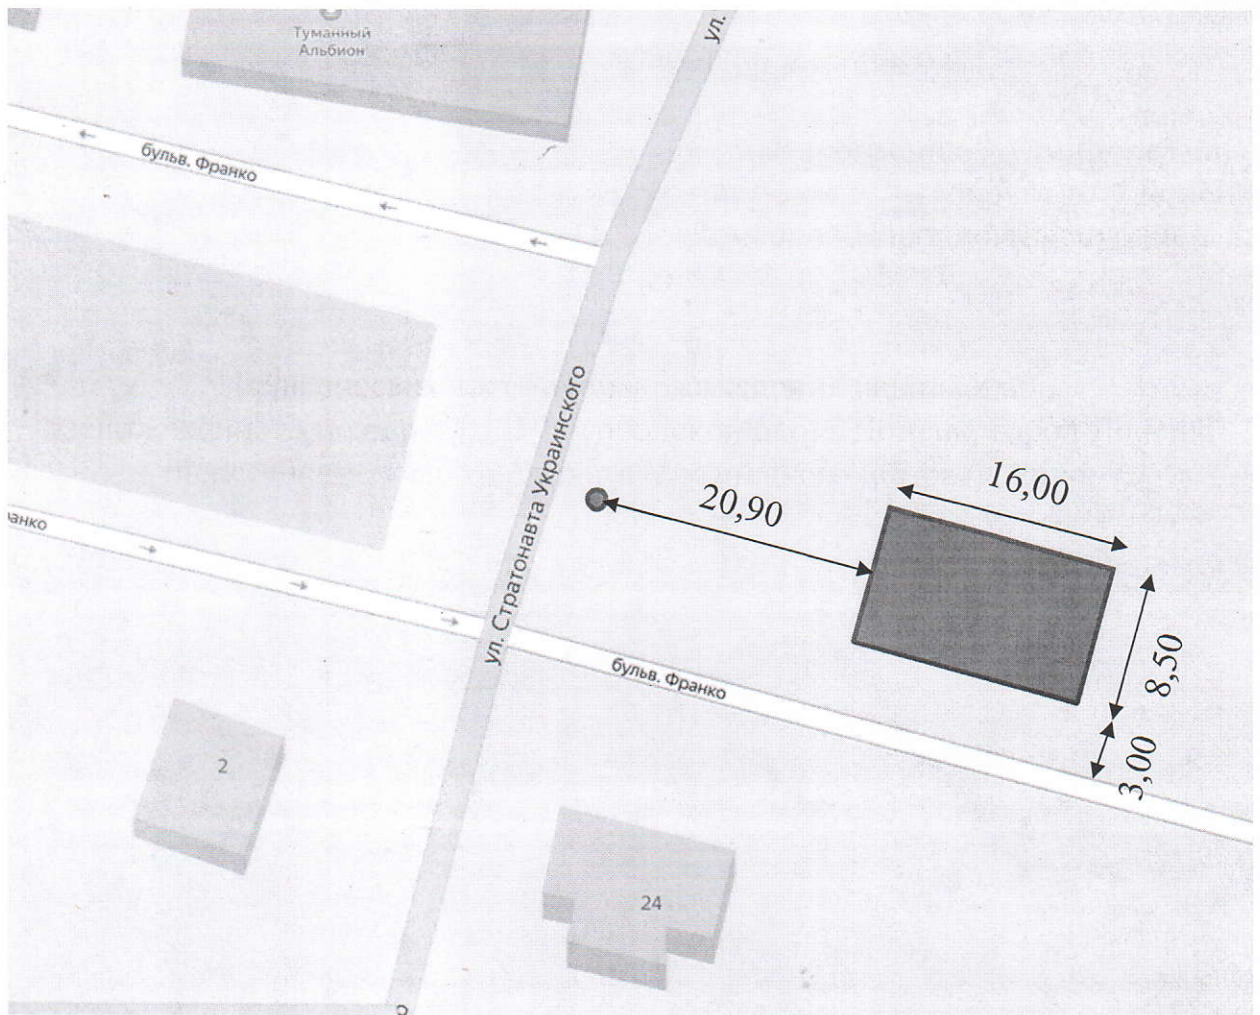 Туманный
Альбион
ул.
бульв. Франко
ул. Стратонавта Украинского
16,00
20,90
анко
8,50
бульв. Франко
3,00
2
24